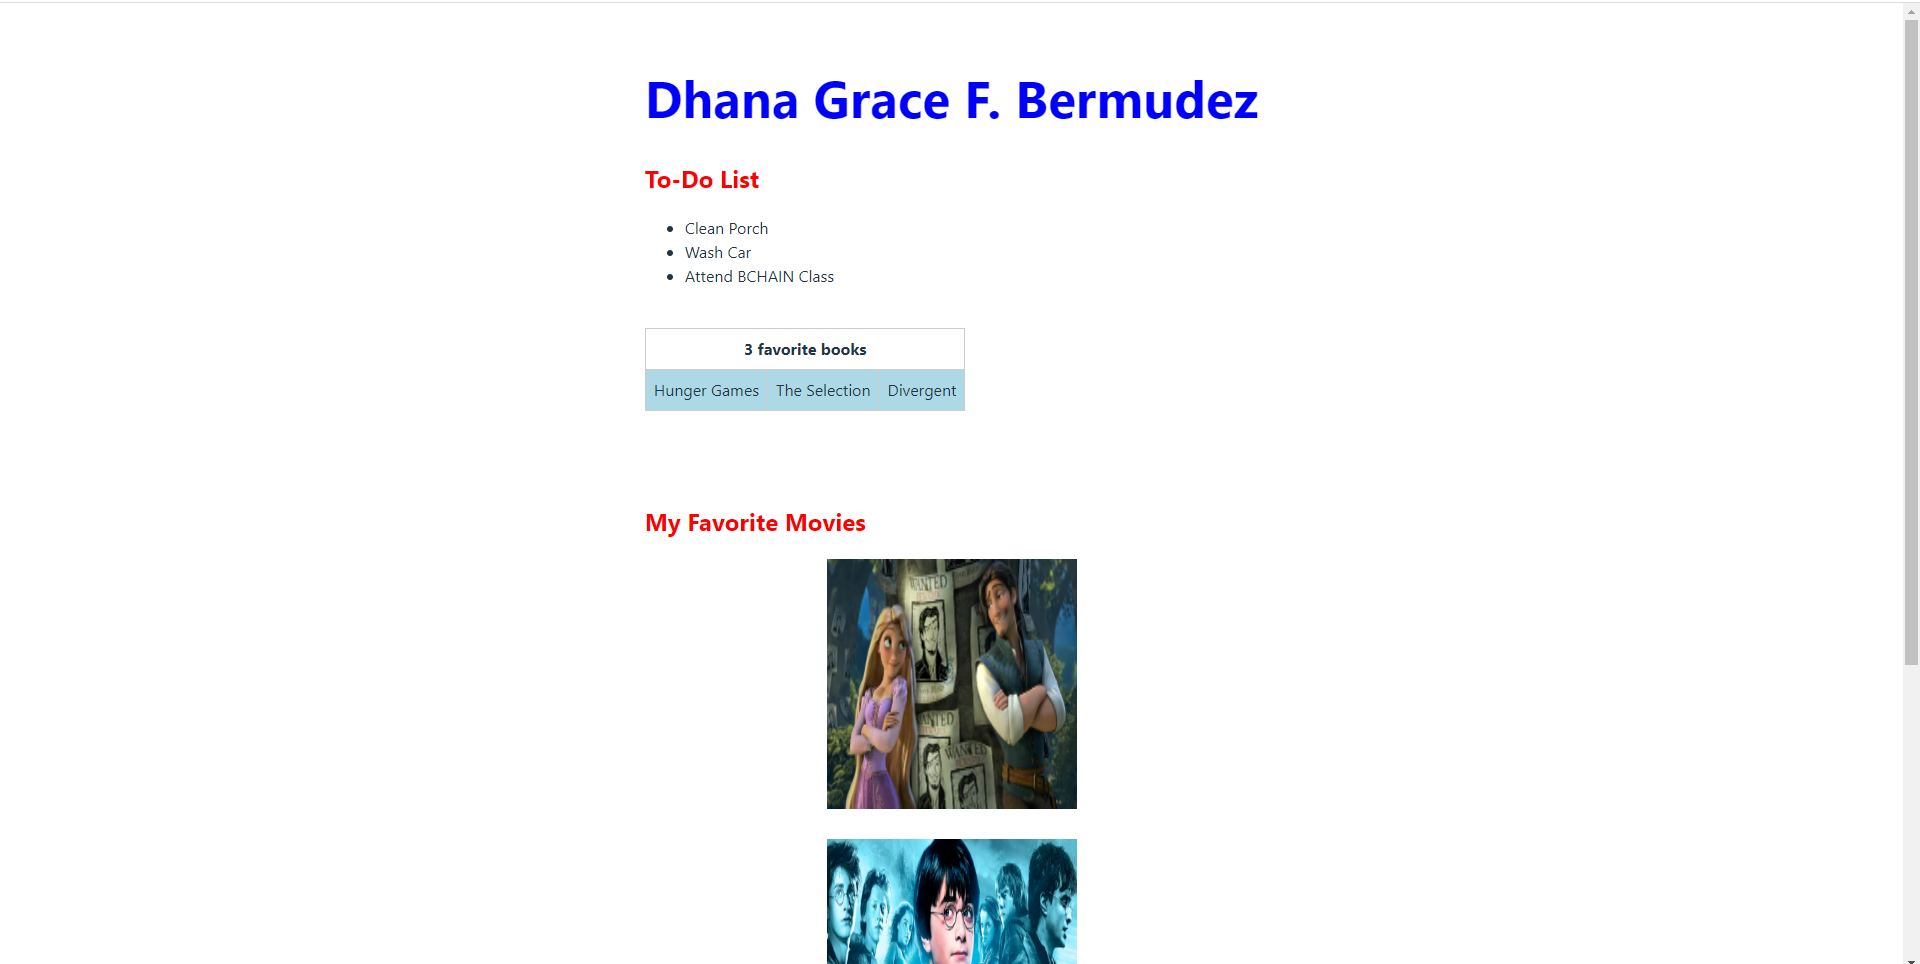 Dhana Grace F. Bermudez
To-Do List
Clean Porch
Wash Car
Attend BCHAIN Class
3 favorite books
Hunger Games The Selection Divergent
My Favorite Movies
WANTED
WANTED
WANTED